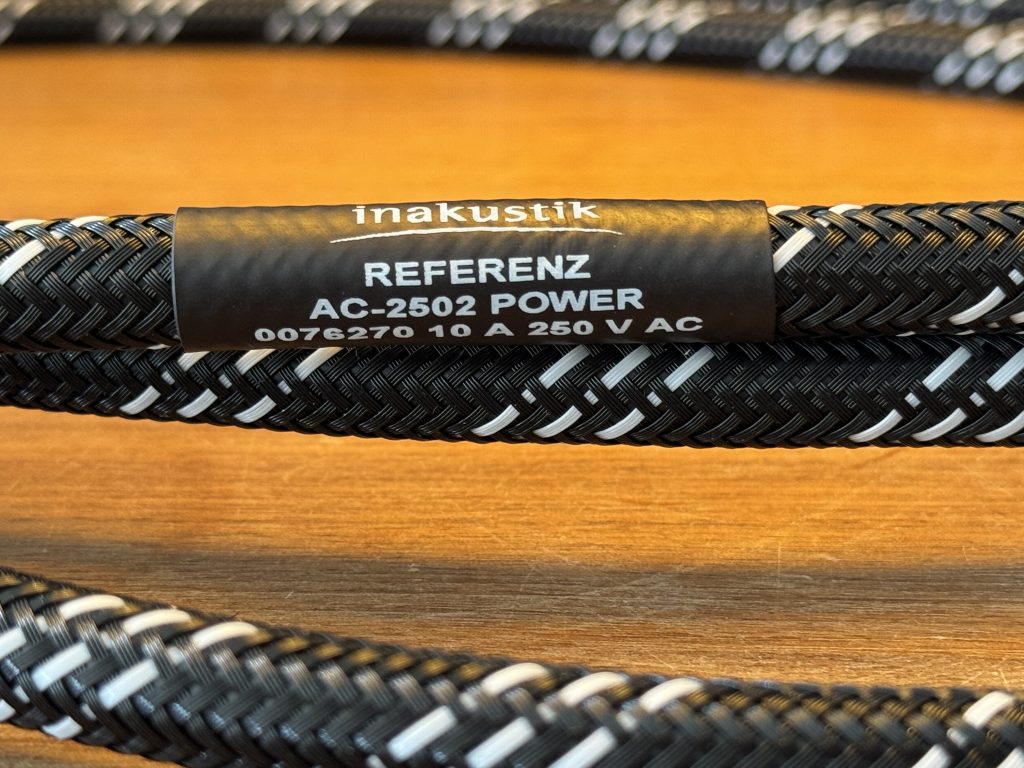 inakustik
REFERENZ
AC-2502 POWER
0076270 10 A 250 V AC